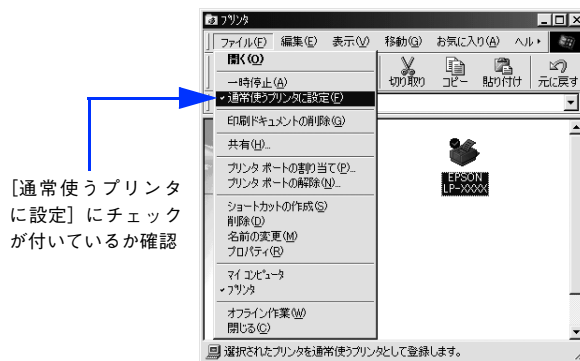 プリンタ
ファイル(F) 編集(E) 表示(V) 移動(G) お気に入り(A) ヘル
開く(O)
一時停止(A)
通常使うプリンタに設定(F)
印刷ドキュメントの削除(G)
共有(H)...
プリンタ ポートの割り当て(P)...
プリンタ ポートの解除(N)...
ショートカットの作成(S)
削除(D)
名前の変更(M)
プロパティ(R)
マイ コンピュータ
プリンタ
オフライン作業(W)
閉じる(C)
切り取り コピー 貼り付け 元に戻す
EPSON
LP-XXXX
選択されたプリンタを通常使うプリンタとして登録します。
[通常使うプリンタ
に設定]にチェック
が付いているか確認